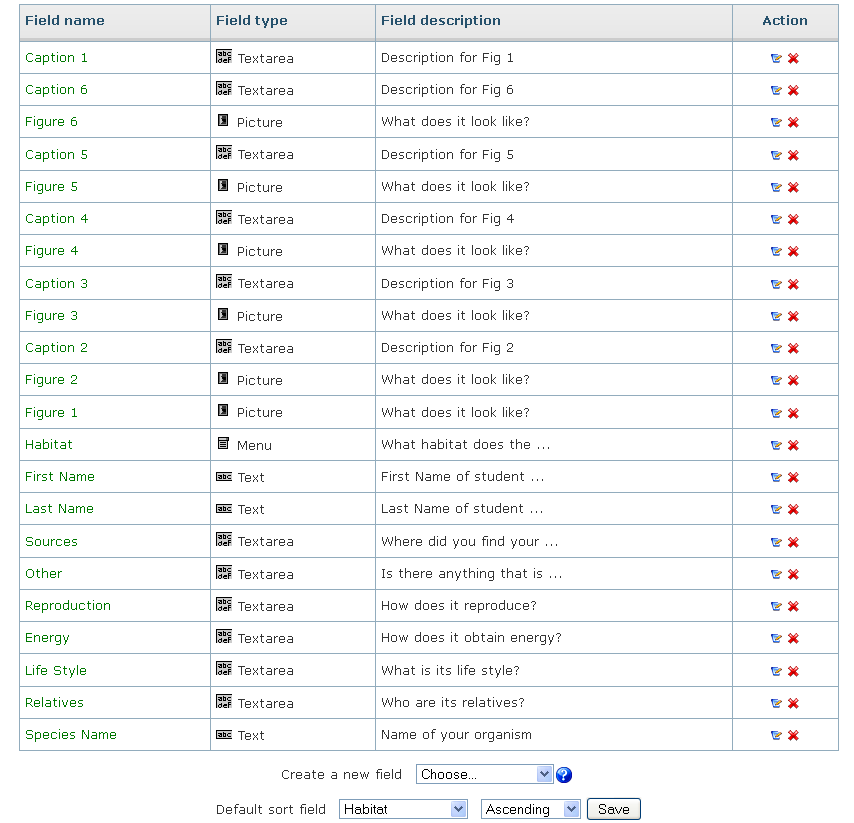 Field name Field type Field description Action
Caption 1 Textarea Description for Fig 1
Caption 6 Textarea Description for Fig 6
Figure 6 Picture What does it look like?
Caption 5 Textarea Description for Fig 5
Figure 5 Picture What does it look like?
Caption 4 Textarea Description for Fig 4
Figure 4 Picture What does it look like?
Caption 3 Textarea Description for Fig 3
Figure 3 Picture What does it look like?
Caption 2 Textarea Description for Fig 2
Figure 2 Picture What does it look like?
Figure 1 Picture What does it look like?
Habitat Menu What habitat does the ...
First Name Text First Name of student ...
Last Name Text Last Name of student ...
Sources Textarea Where did you find your ...
Other Textarea Is there anything that is ...
Reproduction Textarea How does it reproduce?
Energy Textarea How does it obtain energy?
Life Style Textarea What is its life style?
Relatives Textarea Who are its relatives?
Species Name Text Name of your organism
Create a new field Choose... ?
Default sort field Habitat Ascending Save